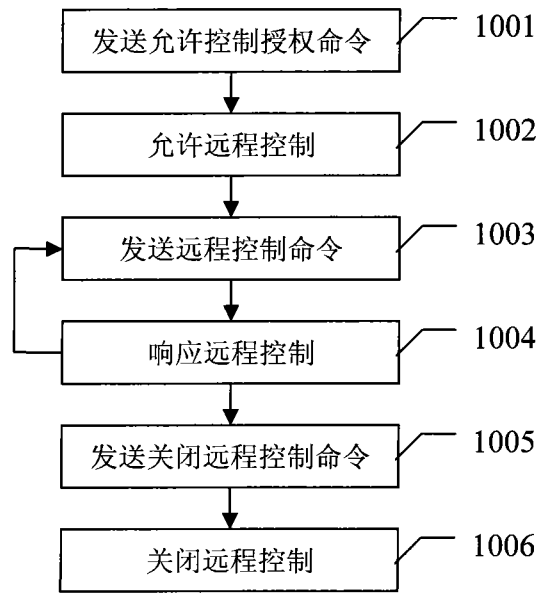 发送允许控制授权命令 1001
允许远程控制 1002
发送远程控制命令 1003
响应远程控制 1004
发送关闭远程控制命令 1005
关闭远程控制 1006